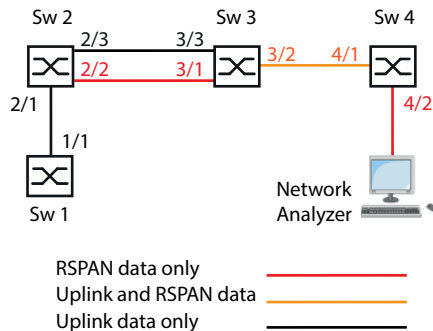 Sw 2
Sw 3
Sw 4
2/3
3/3
2/2
3/1
3/2
4/1
2/1
4/2
1/1
Sw 1
Network
Analyzer
RSPAN data only
Uplink and RSPAN data
Uplink data only